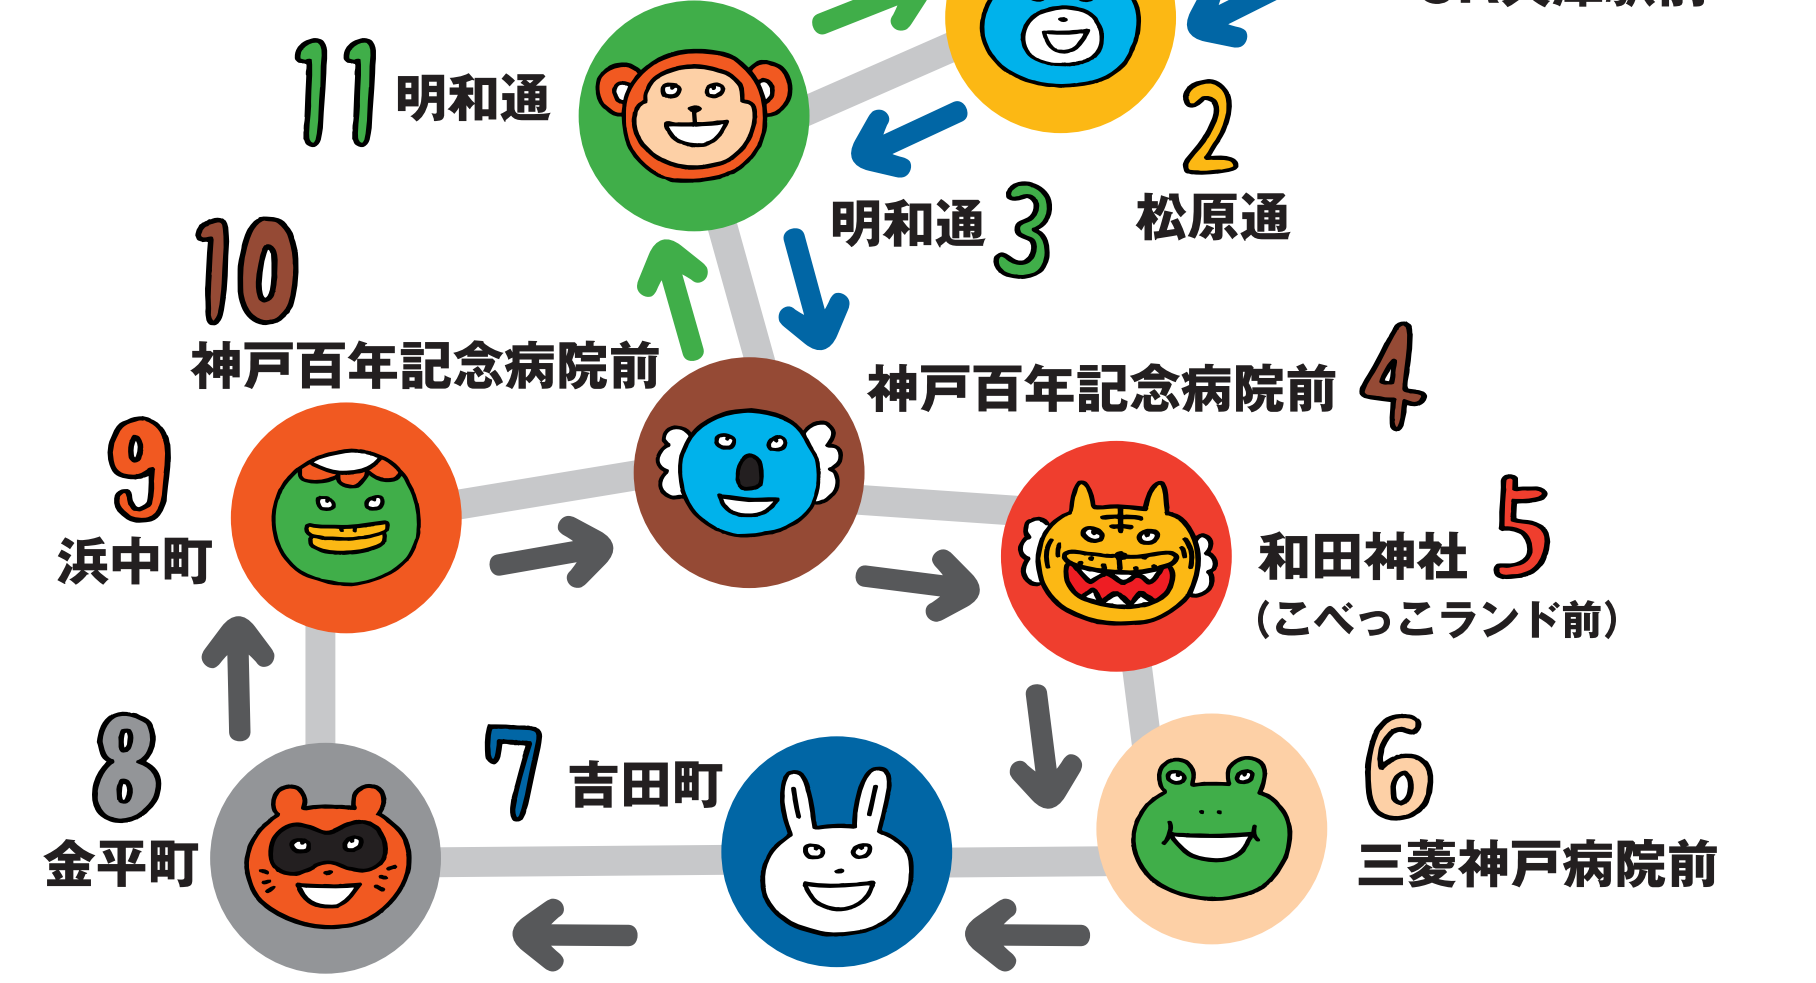 11 明和通
2
松原通
明和通 3
10
神戸百年記念病院前
神戸百年記念病院前 4
9
浜中町
和田神社 5
（こべっこランド前）
8
金平町
7 吉田町
6
三菱神戸病院前